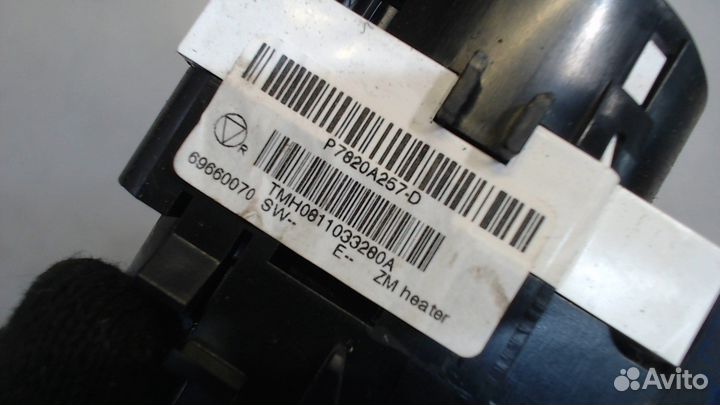 P7820A257-D
R
TMH0811033280A
69660070 SW-- E-- ZM heater
Avito